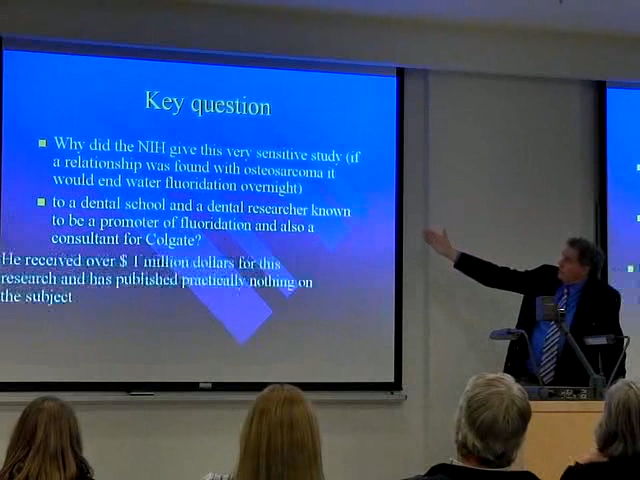 Key question
Why did the NIH give this very sensitive study (if
a relationship was found with osteosarcoma it
would end water fluoridation overnight)
to a dental school and a dental researcher known
to be a promoter of fluoridation and also a
consultant for Colgate?
He received over $ 1 million dollars for this
research and has published practically nothing on
the subject